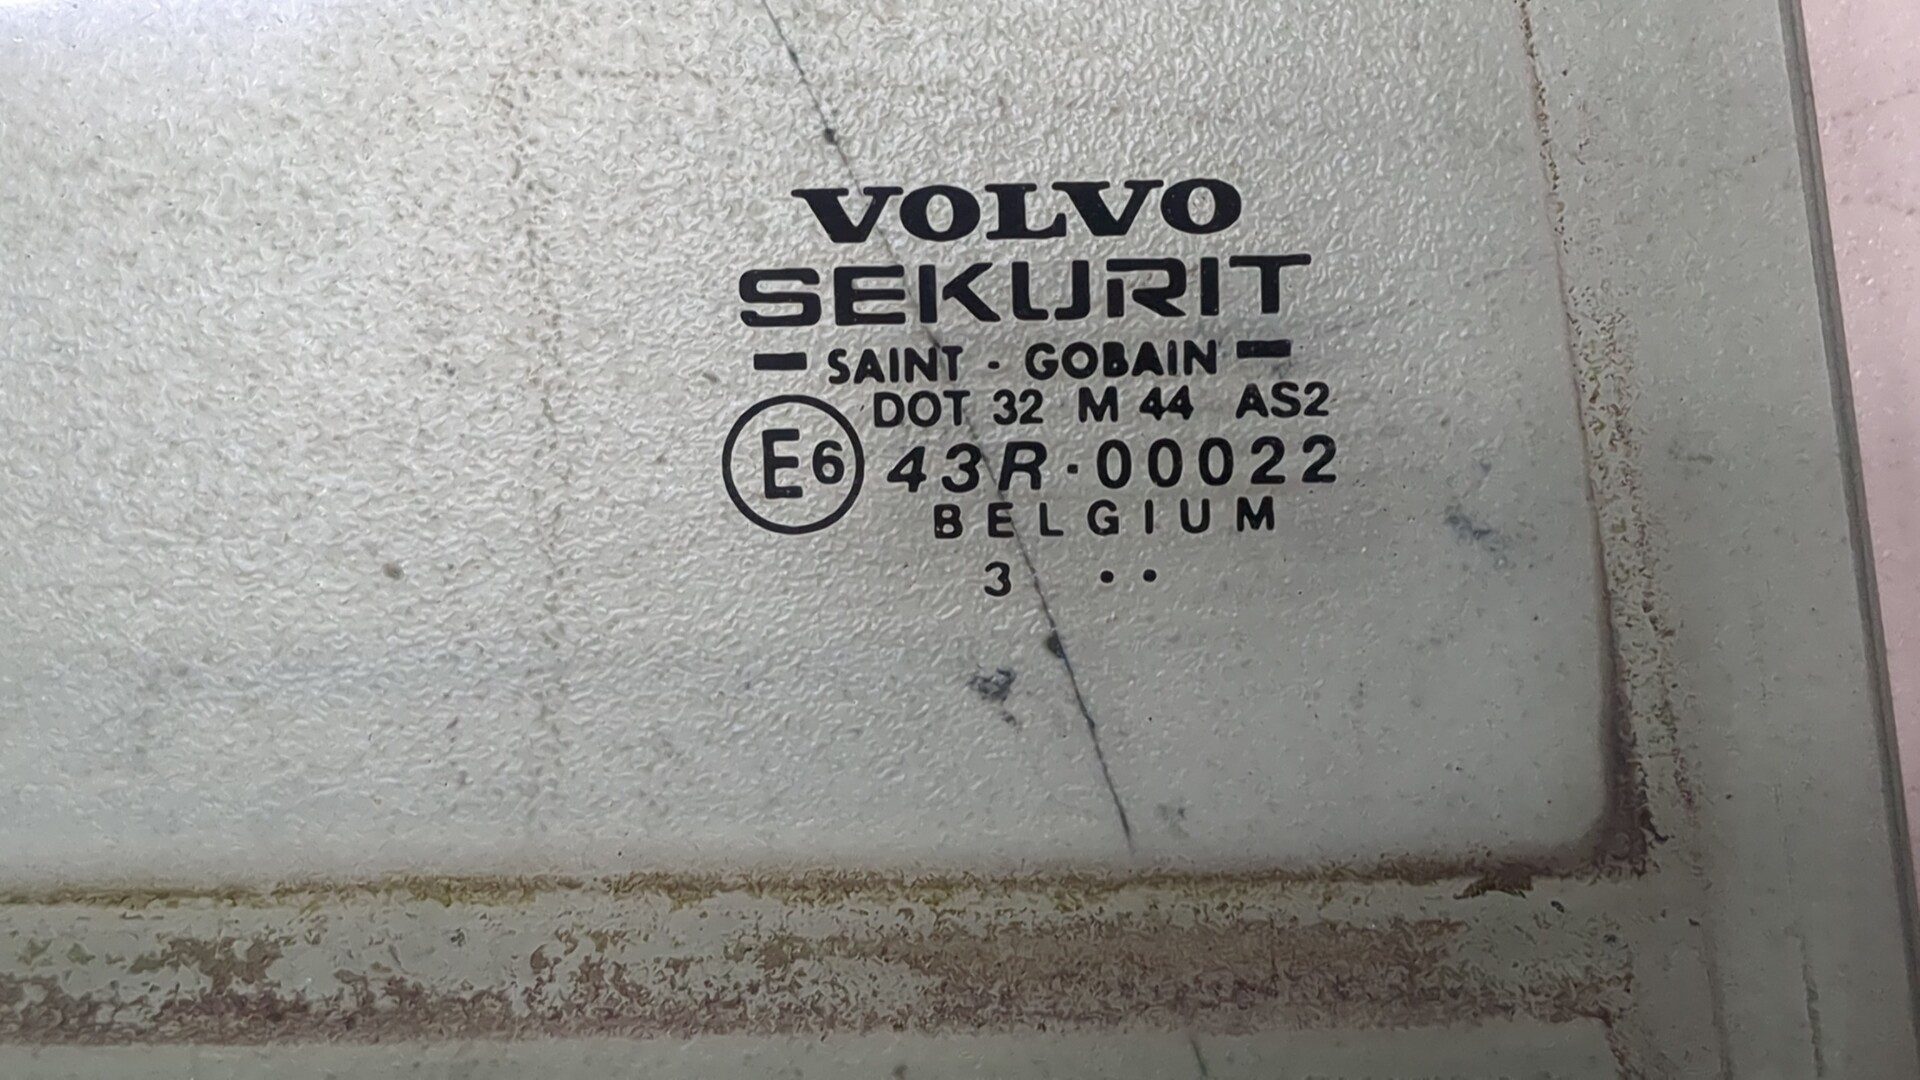 VOLVO
SEKURIT
SAINT - GOBAIN
DOT 32 M 44 AS2
E6 43R-00022
BELGIUM
3 ··